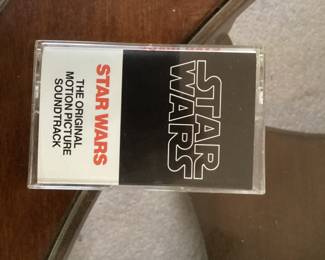 STAR WARS
THE ORIGINAL
MOTION PICTURE
SOUNDTRACK
STAR
WARS